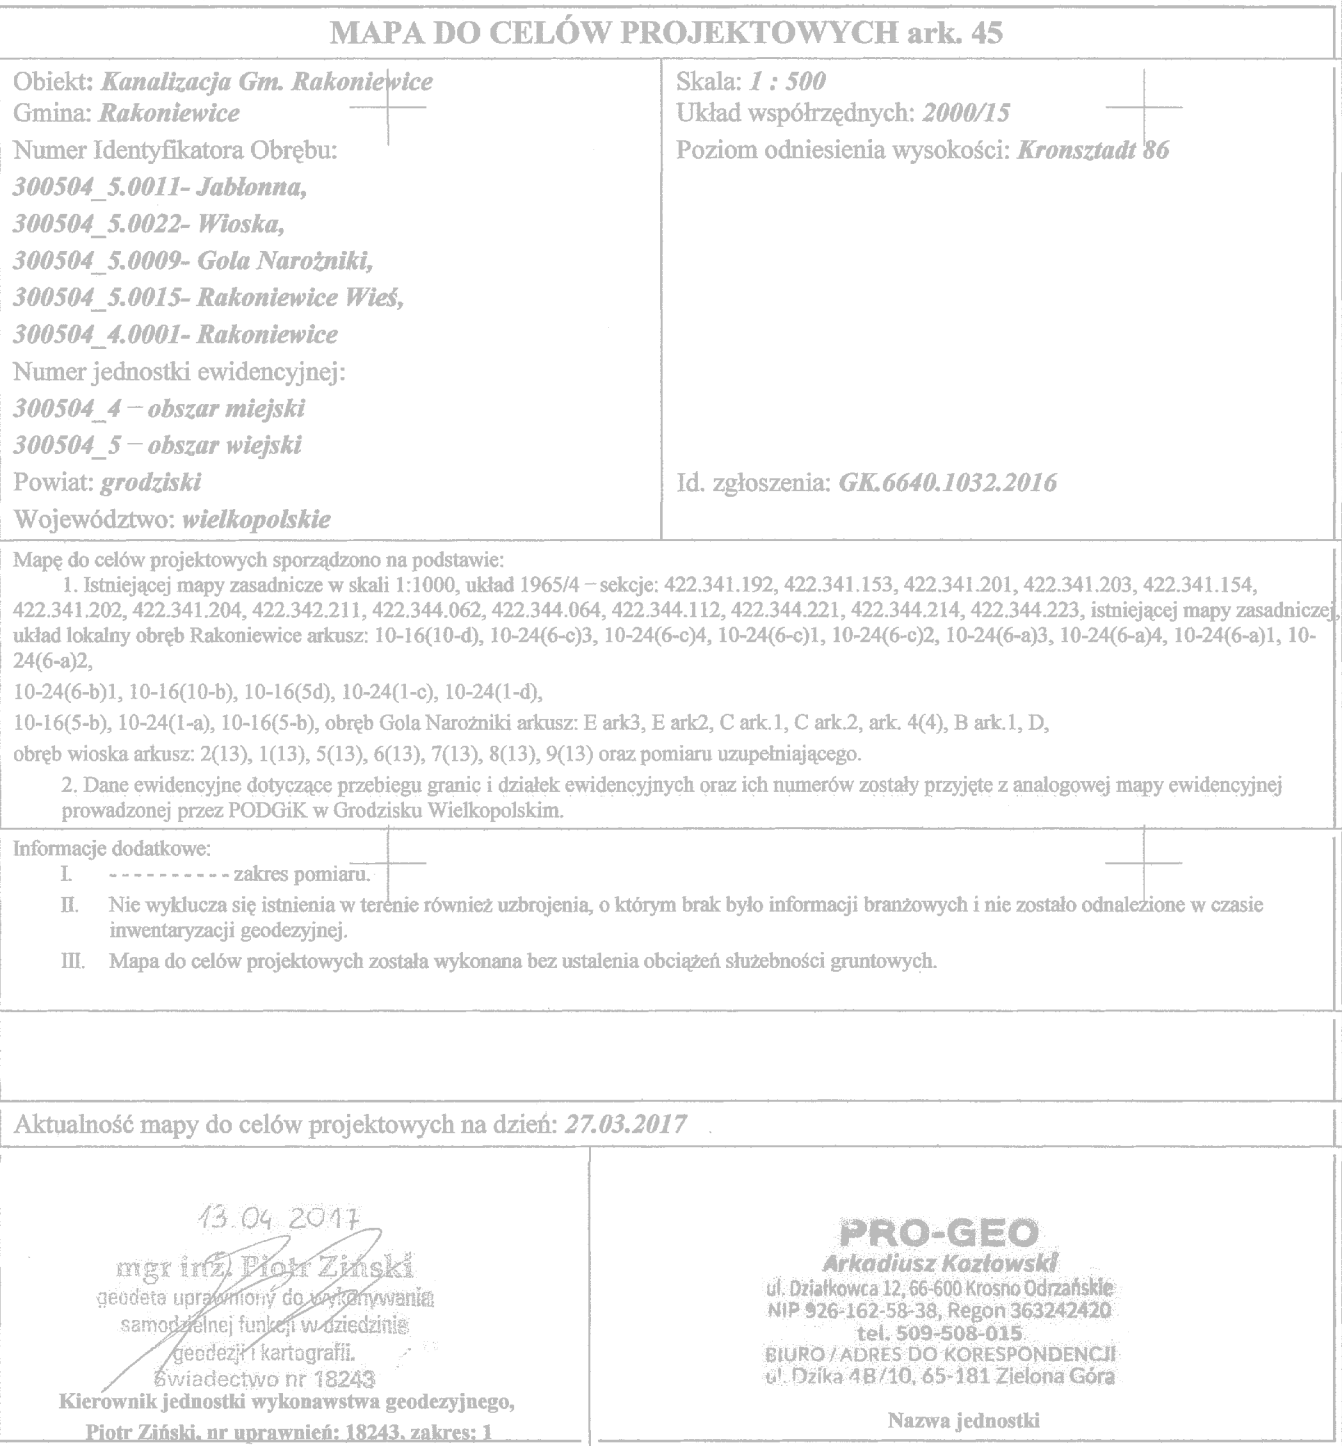 MAPA DO CELÓW PROJEKTOWYCH ark. 45
Obiekt: Kanalizacja Gm. Rakoniewice
Gmina: Rakoniewice
Numer Identyfikatora Obrębu:
300504_5.0011- Jabłonna,
300504_5.0022- Wioska,
300504_5.0009- Gola Narożniki,
300504_5.0015- Rakoniewice Wieś,
300504_4.0001- Rakoniewice
Numer jednostki ewidencyjnej:
300504_4 – obszar miejski
300504_5 – obszar wiejski
Powiat: grodziski
Województwo: wielkopolskie
Skala: 1 : 500
Układ współrzędnych: 2000/15
Poziom odniesienia wysokości: Kronsztadt 86
Id. zgłoszenia: GK.6640.1032.2016
Mapę do celów projektowych sporządzono na podstawie:
1. Istniejącej mapy zasadnicze w skali 1:1000, układ 1965/4 – sekcje: 422.341.192, 422.341.153, 422.341.201, 422.341.203, 422.341.154,
422.341.202, 422.341.204, 422.342.211, 422.344.062, 422.344.064, 422.344.112, 422.344.221, 422.344.214, 422.344.223, istniejącej mapy zasadniczej,
układ lokalny obręb Rakoniewice arkusz: 10-16(10-d), 10-24(6-c)3, 10-24(6-c)4, 10-24(6-c)1, 10-24(6-c)2, 10-24(6-a)3, 10-24(6-a)4, 10-24(6-a)1, 10-
24(6-a)2,
10-24(6-b)1, 10-16(10-b), 10-16(5d), 10-24(1-c), 10-24(1-d),
10-16(5-b), 10-24(1-a), 10-16(5-b), obręb Gola Narożniki arkusz: E ark3, E ark2, C ark.1, C ark.2, ark. 4(4), B ark.1, D,
obręb wioska arkusz: 2(13), 1(13), 5(13), 6(13), 7(13), 8(13), 9(13) oraz pomiaru uzupełniającego.
2. Dane ewidencyjne dotyczące przebiegu granic i działek ewidencyjnych oraz ich numerów zostały przyjęte z analogowej mapy ewidencyjnej
prowadzonej przez PODGiK w Grodzisku Wielkopolskim.
Informacje dodatkowe:
I. - - - - - - - - - - zakres pomiaru.
II. Nie wyklucza się istnienia w terenie również uzbrojenia, o którym brak było informacji branżowych i nie zostało odnalezione w czasie
inwentaryzacji geodezyjnej.
III. Mapa do celów projektowych została wykonana bez ustalenia obciążeń służebności gruntowych.
Aktualność mapy do celów projektowych na dzień: 27.03.2017
13.04 2017
mgr inż. Piotr Ziński
geodeta uprawniony do wykonywania
samodzielnej funkcji w dziedzinie
geodezji i kartografii.
Świadectwo nr 18243
Kierownik jednostki wykonawstwa geodezyjnego,
Piotr Ziński, nr uprawnień: 18243, zakres: 1
PRO-GEO
Arkadiusz Kozłowski
ul. Działkowca 12, 66-600 Krosno Odrzańskie
NIP 926-162-58-38, Regon 363242420
tel. 509-508-015
BIURO / ADRES DO KORESPONDENCJI
ul. Dzika 4B/10, 65-181 Zielona Góra
Nazwa jednostki